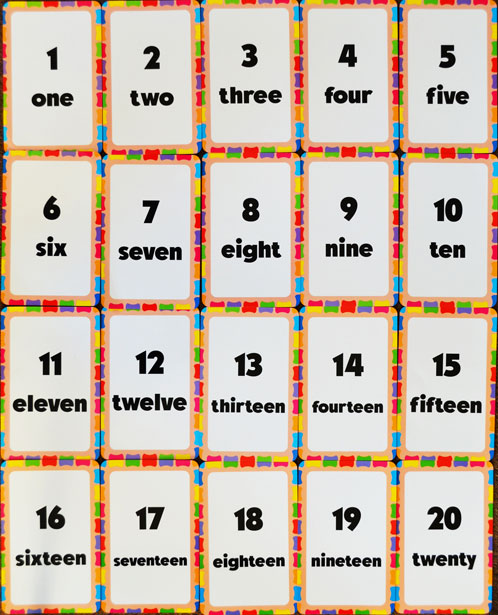 1 2 3 4 5
one two three four five
6 7 8 9 10
six seven eight nine ten
11 12 13 14 15
eleven twelve thirteen fourteen fifteen
16 17 18 19 20
sixteen seventeen eighteen nineteen twenty